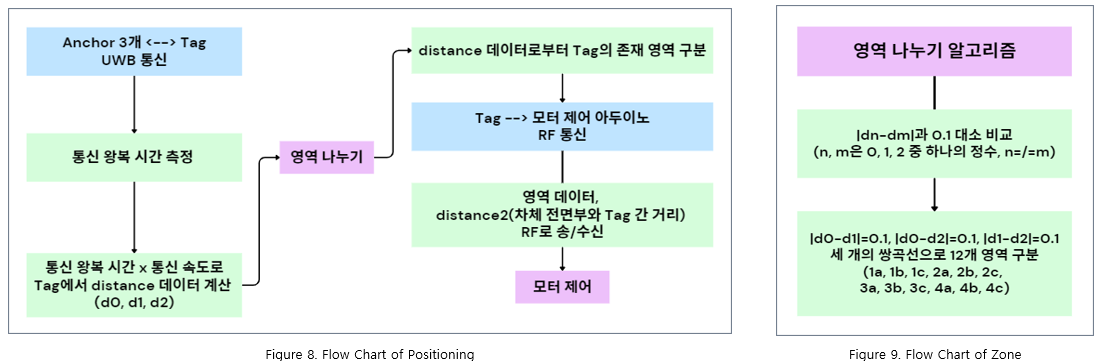 Anchor 3개 <--> Tag
UWB 통신
통신 왕복 시간 측정
통신 왕복 시간 x 통신 속도로
Tag에서 distance 데이터 계산
(d0, d1, d2)
영역 나누기
distance 데이터로부터 Tag의 존재 영역 구분
Tag --> 모터 제어 아두이노
RF 통신
영역 데이터,
distance2(차체 전면부와 Tag 간 거리)
RF로 송/수신
모터 제어
Figure 8. Flow Chart of Positioning
영역 나누기 알고리즘
|dn-dm|과 0.1 대소 비교
(n, m은 0, 1, 2 중 하나의 정수, n=/=m)
|d0-d1|=0.1, |d0-d2|=0.1, |d1-d2|=0.1
세 개의 쌍곡선으로 12개 영역 구분
(1a, 1b, 1c, 2a, 2b, 2c,
3a, 3b, 3c, 4a, 4b, 4c)
Figure 9. Flow Chart of Zone